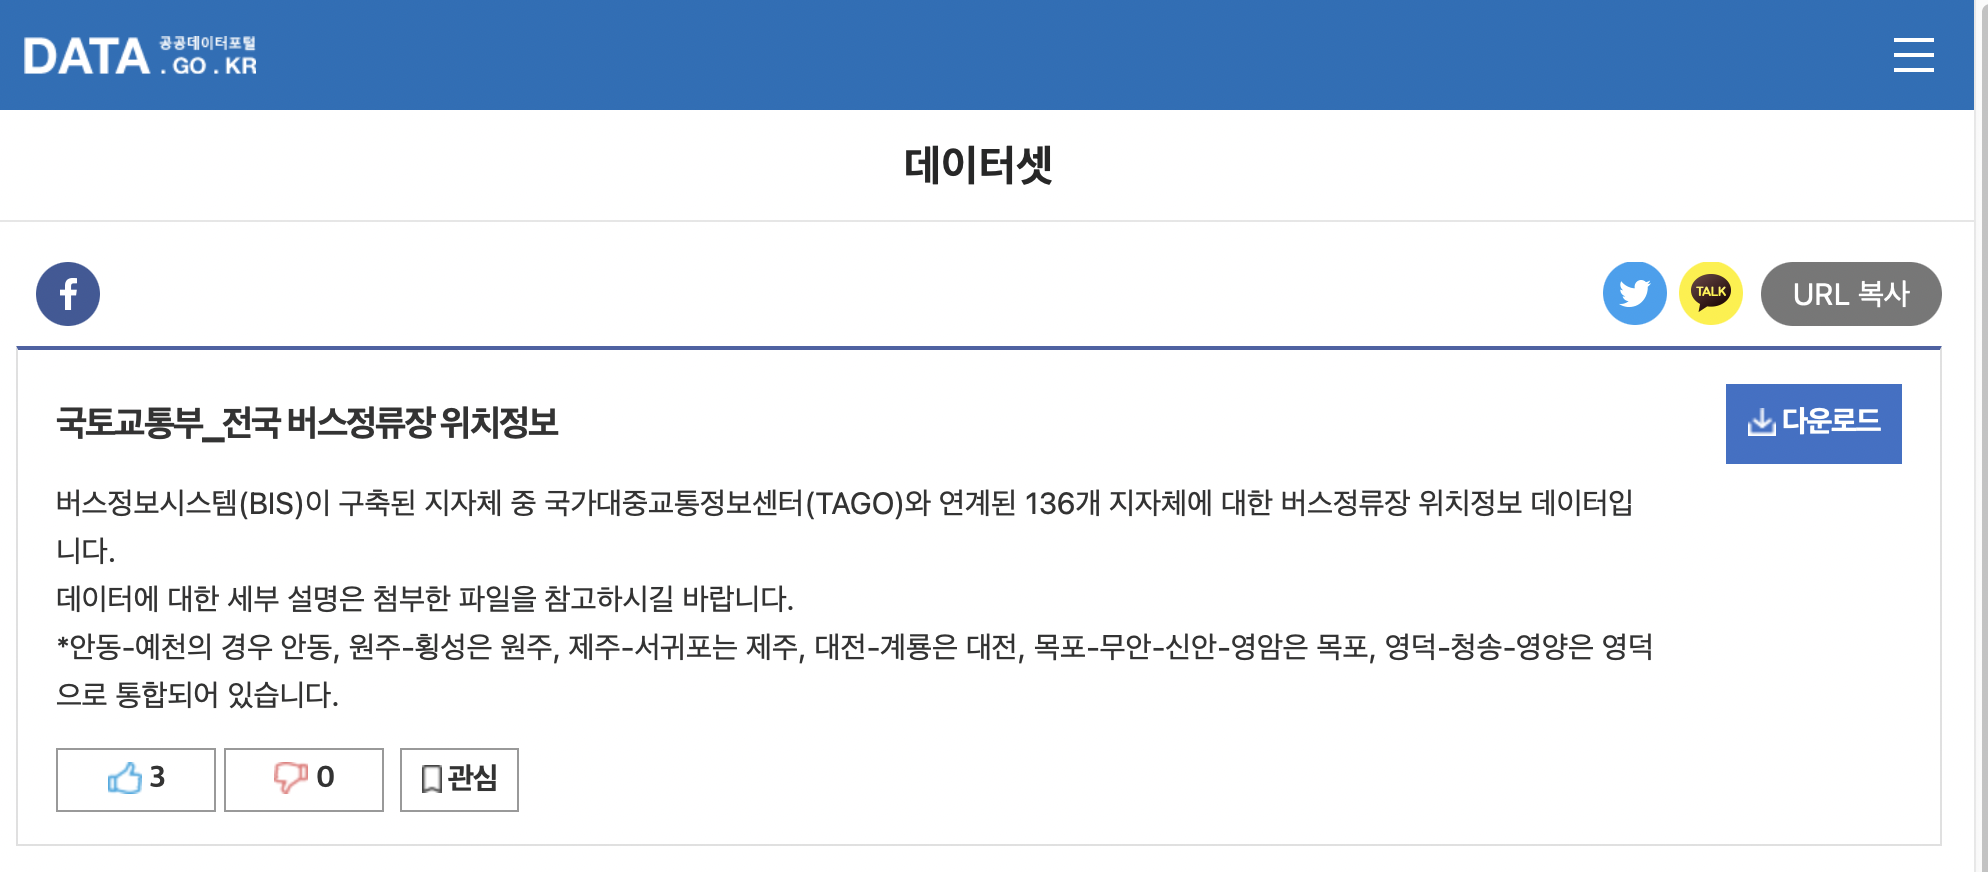 DATA 공공데이터포털
. GO . KR
데이터셋
f
TALK
URL 복사
국토교통부_전국 버스정류장 위치정보
다운로드
버스정보시스템(BIS)이 구축된 지자체 중 국가대중교통정보센터(TAGO)와 연계된 136개 지자체에 대한 버스정류장 위치정보 데이터입
니다.
데이터에 대한 세부 설명은 첨부한 파일을 참고하시길 바랍니다.
*안동-예천의 경우 안동, 원주-횡성은 원주, 제주-서귀포는 제주, 대전-계룡은 대전, 목포-무안-신안-영암은 목포, 영덕-청송-영양은 영덕
으로 통합되어 있습니다.
3
0
관심